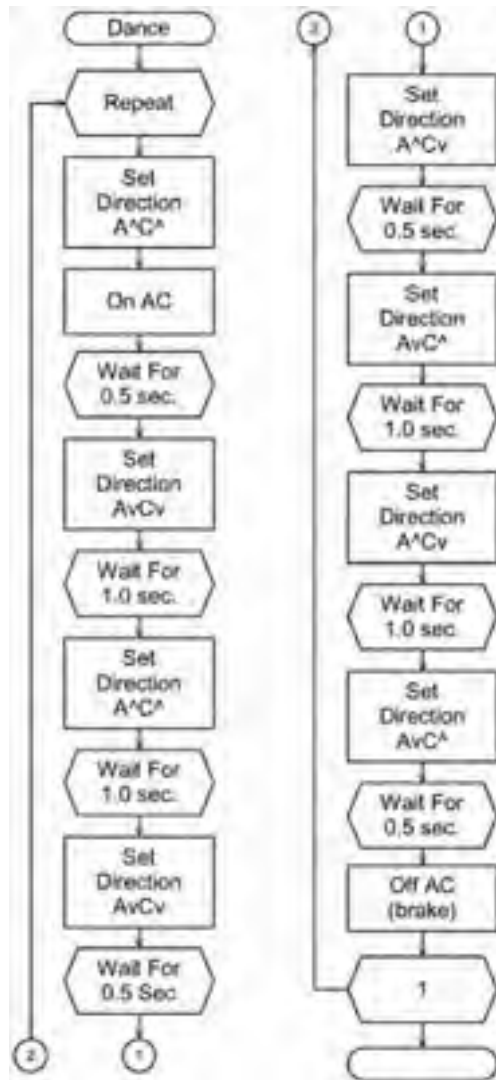 Dance
Repeat
Set
Direction
A^C^
On AC
Wait For
0.5 sec.
Set
Direction
AvCv
Wait For
1.0 sec.
Set
Direction
A^C^
Wait For
1.0 sec.
Set
Direction
AvCv
Wait For
0.5 Sec
2
1
2
1
Set
Direction
A^Cv
Wait For
0.5 sec.
Set
Direction
AvC^
Wait For
1.0 sec.
Set
Direction
A^Cv
Wait For
1.0 sec.
Set
Direction
AvC^
Wait For
0.5 sec.
Off AC
(brake)
1